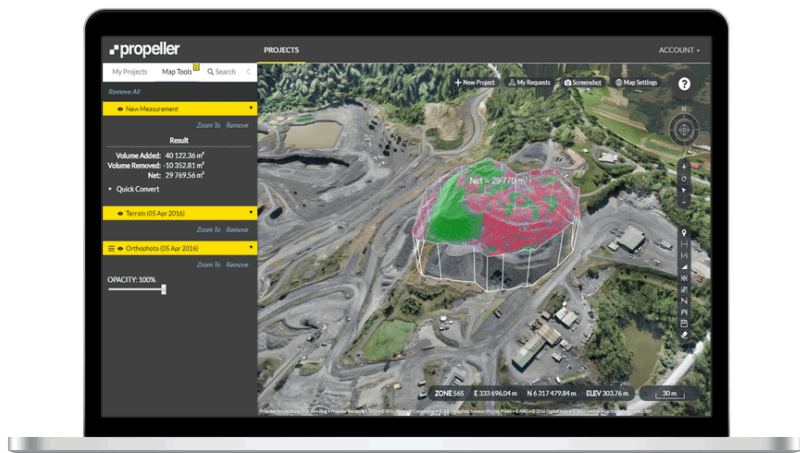 propeller
PROJECTS
ACCOUNT
My Projects Map Tools Search
Remove All
+ New Project My Requests Screenshot Map Settings ?
New Measurement
Zoom To Remove
Result
Volume Added: 40 122.36 m³
Volume Removed: -10 352.81 m³
Net: 29 769.56 m³
Quick Convert
N
Net = 29 770 m³
Terrain (05 Apr 2016)
Zoom To Remove
Orthophoto (05 Apr 2016)
Zoom To Remove
OPACITY: 100%
ZONE 56S E 333 696.04 m N 6 317 479.84 m ELEV 303.76 m 30 m